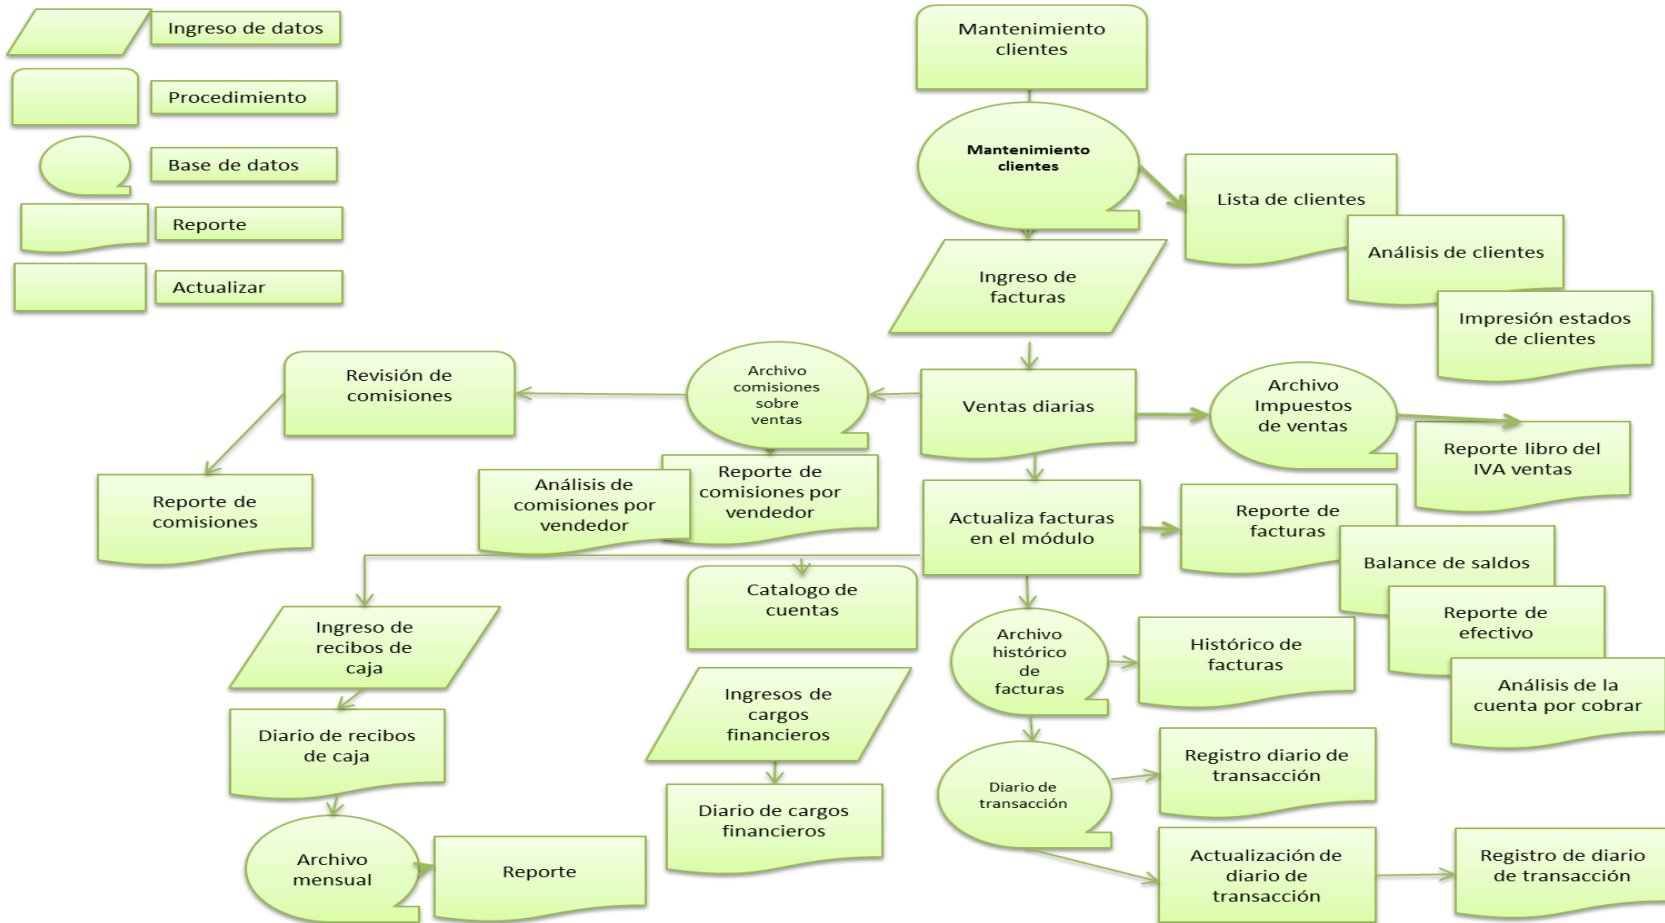 Ingreso de datos
Procedimiento
Base de datos
Reporte
Actualizar
Mantenimiento
clientes
Mantenimiento
clientes
Lista de clientes
Análisis de clientes
Impresión estados
de clientes
Ingreso de
facturas
Revisión de
comisiones
Archivo
comisiones
sobre
ventas
Ventas diarias
Archivo
Impuestos
de ventas
Reporte libro del
IVA ventas
Reporte de
comisiones
Análisis de
comisiones por
vendedor
Reporte de
comisiones por
vendedor
Actualiza facturas
en el módulo
Reporte de
facturas
Balance de saldos
Reporte de
efectivo
Análisis de la
cuenta por cobrar
Catalogo de
cuentas
Ingreso de
recibos de
caja
Archivo
histórico
de
facturas
Histórico de
facturas
Ingresos de
cargos
financieros
Diario de recibos
de caja
Diario de
transacción
Registro diario de
transacción
Diario de cargos
financieros
Archivo
mensual
Reporte
Actualización de
diario de
transacción
Registro de diario
de transacción